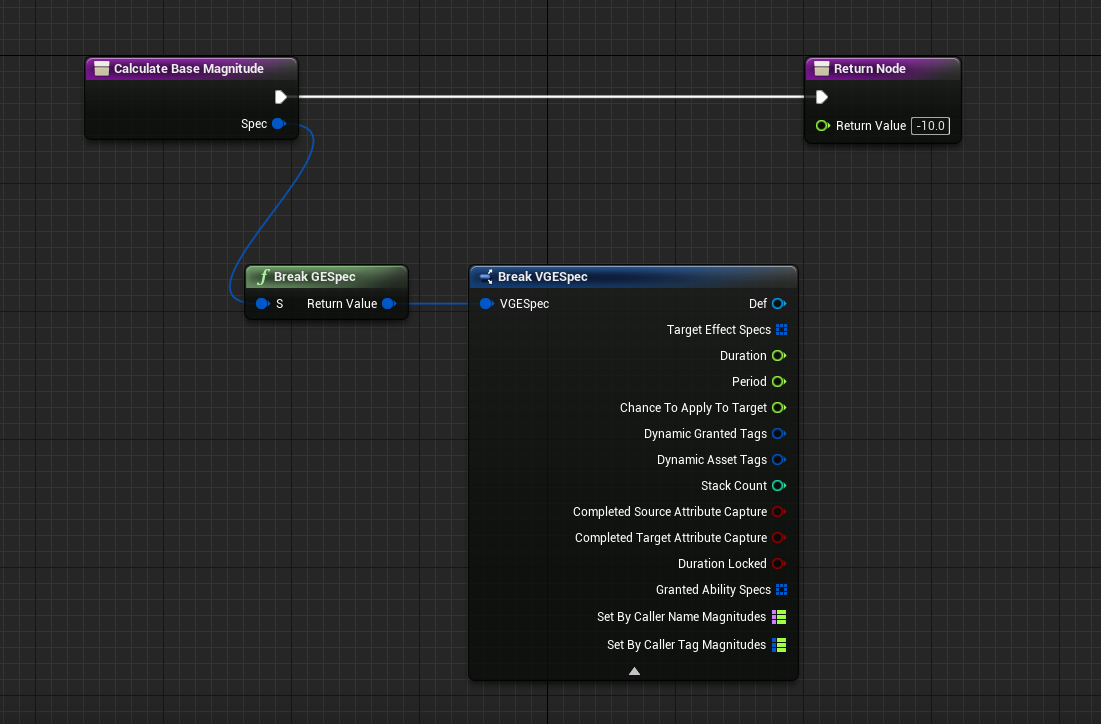 Calculate Base Magnitude
Spec
Return Node
Return Value -10.0
Break GESpec
S Return Value
Break VGESpec
VGESpec Def
Target Effect Specs
Duration
Period
Chance To Apply To Target
Dynamic Granted Tags
Dynamic Asset Tags
Stack Count
Completed Source Attribute Capture
Completed Target Attribute Capture
Duration Locked
Granted Ability Specs
Set By Caller Name Magnitudes
Set By Caller Tag Magnitudes